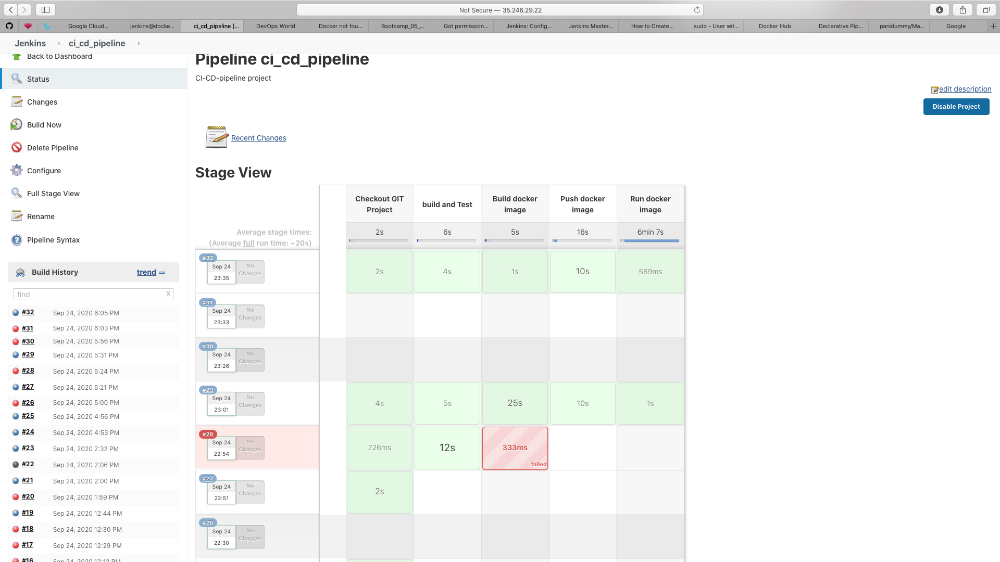 Not Secure — 35.246.29.22
Google Cloud...
jenkins@docke...
ci_cd_pipeline [...
DevOps World
Docker not fou...
Bootcamp_05_...
Got permission...
Jenkins: Config...
Jenkins Master...
How to Create...
sudo - User wit...
Docker Hub
Declarative Pip...
panidummy/Ma...
Google
Jenkins
ci_cd_pipeline
Back to Dashboard
Status
Changes
Build Now
Delete Pipeline
Configure
Full Stage View
Rename
Pipeline Syntax
Build History
trend
find
x
#32 Sep 24, 2020 6:05 PM
#31 Sep 24, 2020 6:03 PM
#30 Sep 24, 2020 5:56 PM
#29 Sep 24, 2020 5:31 PM
#28 Sep 24, 2020 5:24 PM
#27 Sep 24, 2020 5:21 PM
#26 Sep 24, 2020 5:00 PM
#25 Sep 24, 2020 4:56 PM
#24 Sep 24, 2020 4:53 PM
#23 Sep 24, 2020 2:32 PM
#22 Sep 24, 2020 2:06 PM
#21 Sep 24, 2020 2:00 PM
#20 Sep 24, 2020 1:59 PM
#19 Sep 24, 2020 12:44 PM
#18 Sep 24, 2020 12:30 PM
#17 Sep 24, 2020 12:29 PM
#16 Sep 24, 2020 12:12 PM
Pipeline ci_cd_pipeline
CI-CD-pipeline project
edit description
Disable Project
Recent Changes
Stage View
Checkout GIT Project
build and Test
Build docker image
Push docker image
Run docker image
Average stage times:
(Average full run time: ~20s)
2s 6s 5s 16s 6min 7s
#32
Sep 24
23:35
No Changes
2s 4s 1s 10s 589ms
#31
Sep 24
23:33
No Changes
#30
Sep 24
23:26
No Changes
#29
Sep 24
23:01
No Changes
4s 5s 25s 10s 1s
#28
Sep 24
22:54
No Changes
726ms 12s 333ms
failed
#27
Sep 24
22:51
No Changes
2s
#26
Sep 24
22:30
No Changes